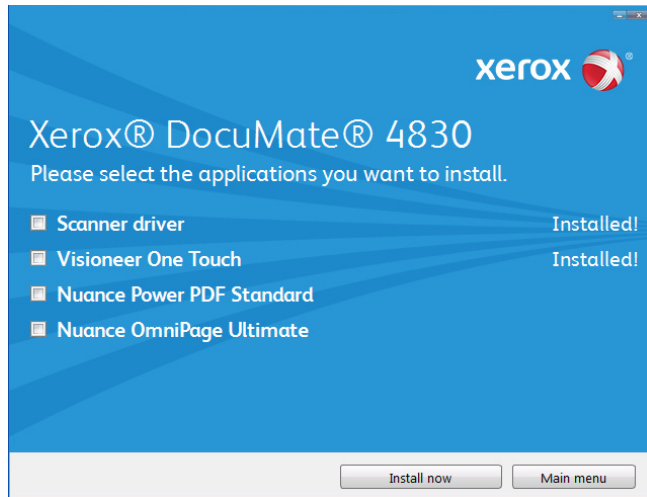 xerox ®
Xerox® DocuMate® 4830
Please select the applications you want to install.
Scanner driver Installed!
Visioneer One Touch Installed!
Nuance Power PDF Standard
Nuance OmniPage Ultimate
Install now Main menu